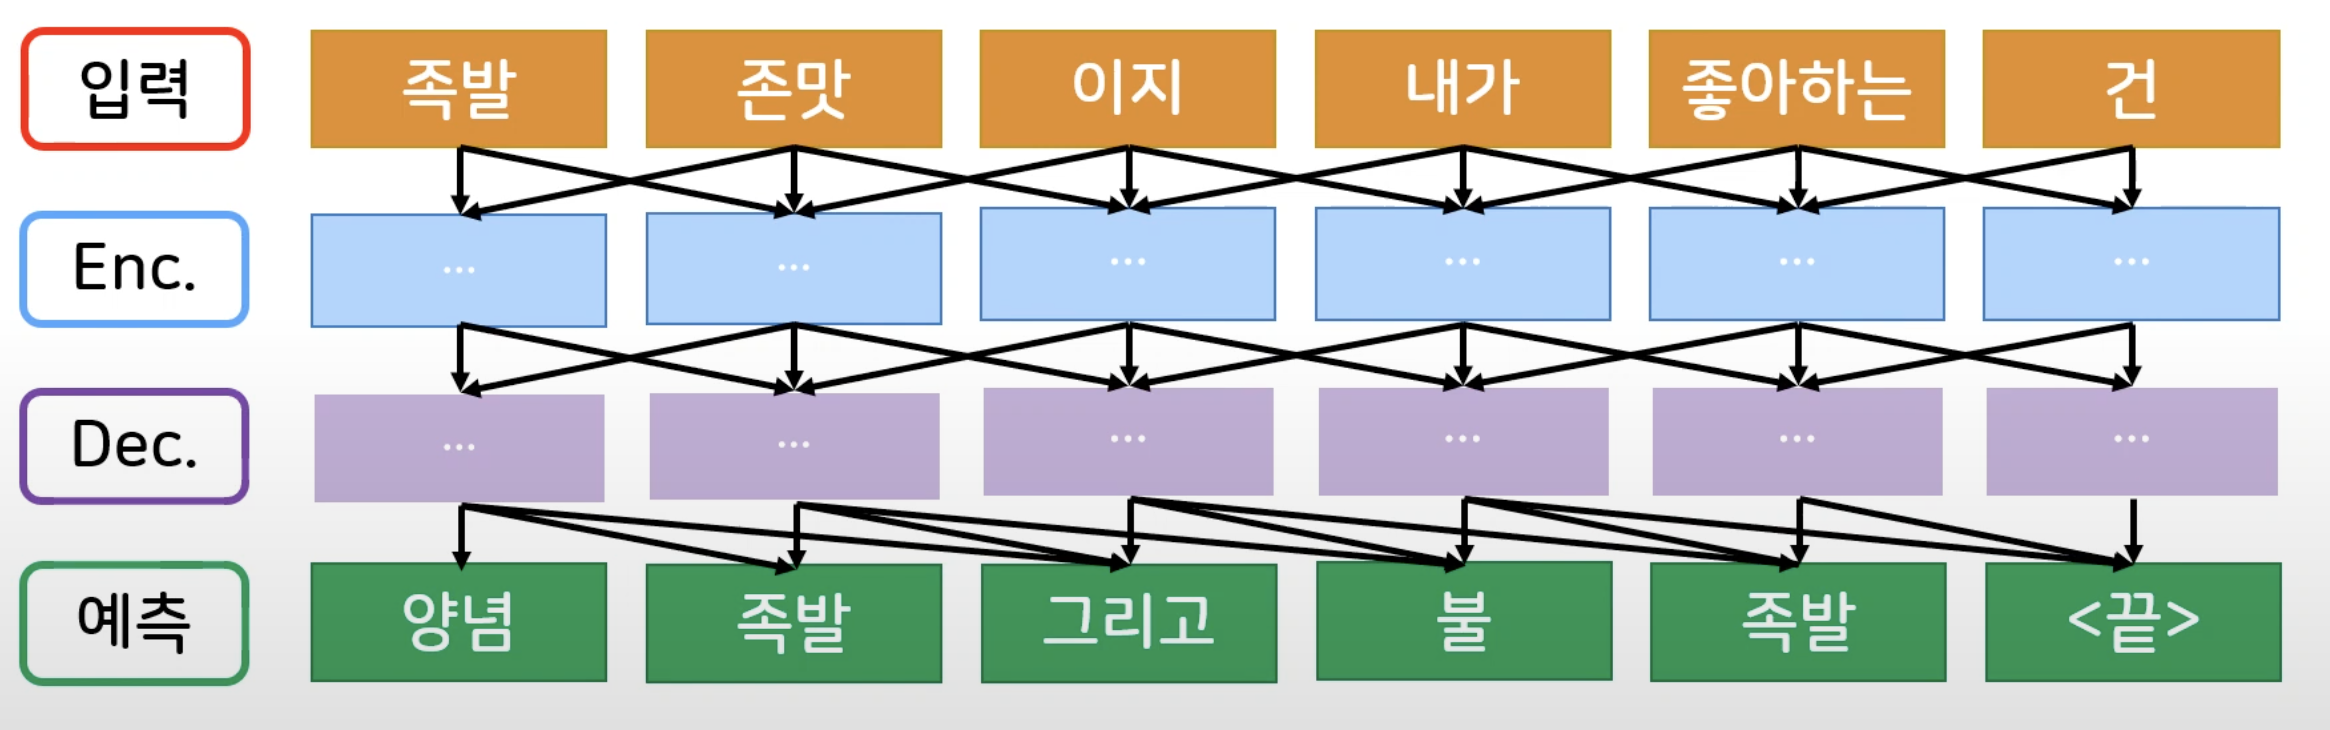 입력 족발 존맛 이지 내가 좋아하는 건
Enc. ... ... ... ... ... ...
Dec. ... ... ... ... ... ...
예측 양념 족발 그리고 불 족발 <끝>